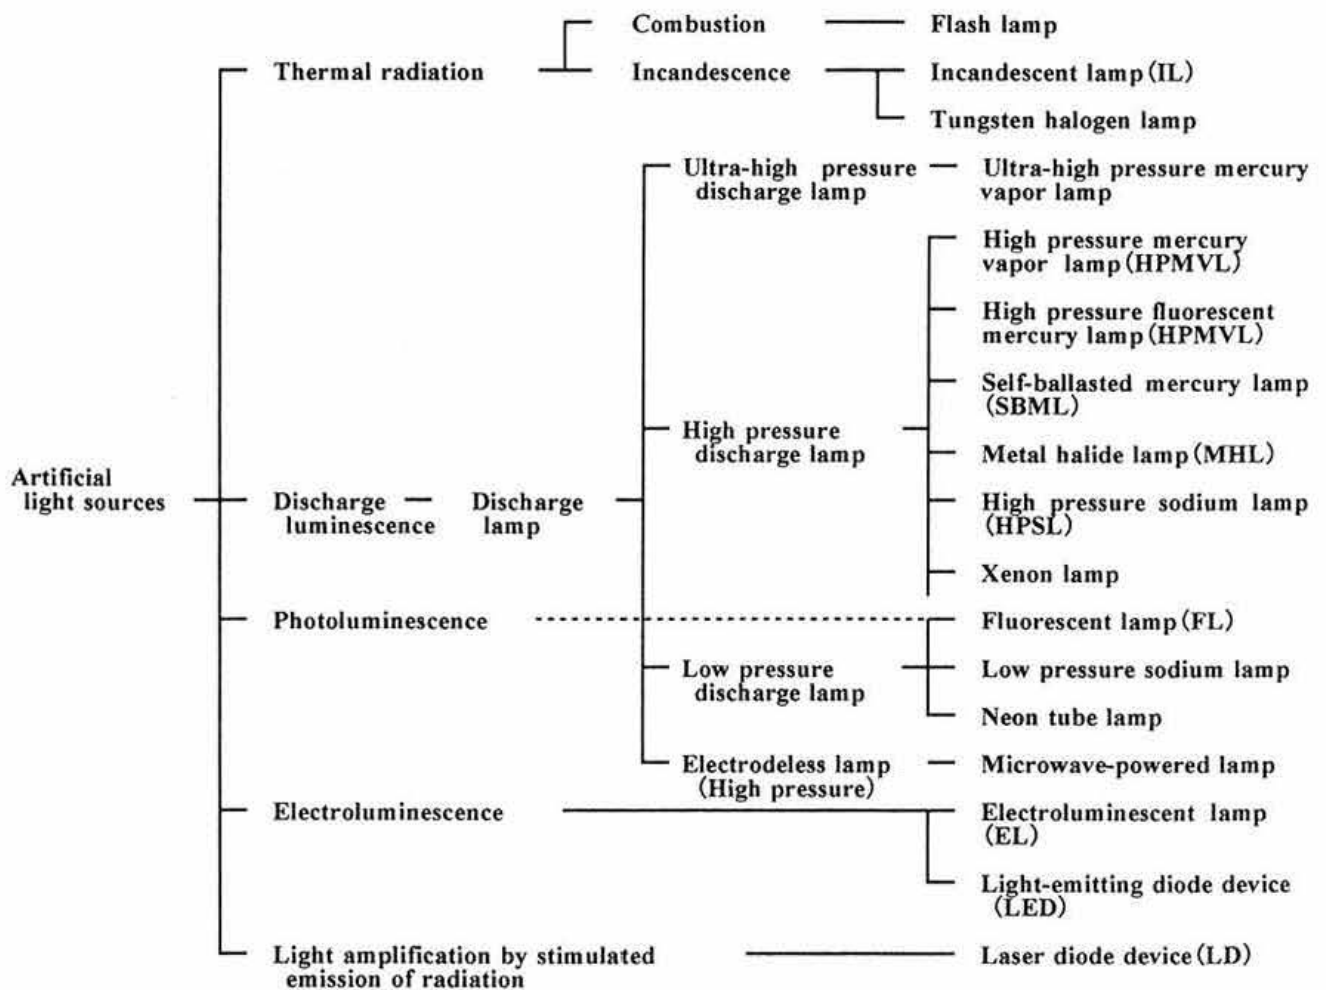 Combustion
Flash lamp
Thermal radiation
Incandescence
Incandescent lamp (IL)
Tungsten halogen lamp
Ultra-high pressure
discharge lamp
Ultra-high pressure mercury
vapor lamp
High pressure mercury
vapor lamp (HPMVL)
High pressure fluorescent
mercury lamp (HPMVL)
Self-ballasted mercury lamp
(SBML)
High pressure
discharge lamp
Metal halide lamp (MHL)
Artificial
light sources
Discharge
luminescence
Discharge
lamp
High pressure sodium lamp
(HPSL)
Xenon lamp
Photoluminescence
Fluorescent lamp (FL)
Low pressure
discharge lamp
Low pressure sodium lamp
Neon tube lamp
Electrodeless lamp
(High pressure)
Microwave-powered lamp
Electroluminescence
Electroluminescent lamp
(EL)
Light-emitting diode device
(LED)
Light amplification by stimulated
emission of radiation
Laser diode device (LD)